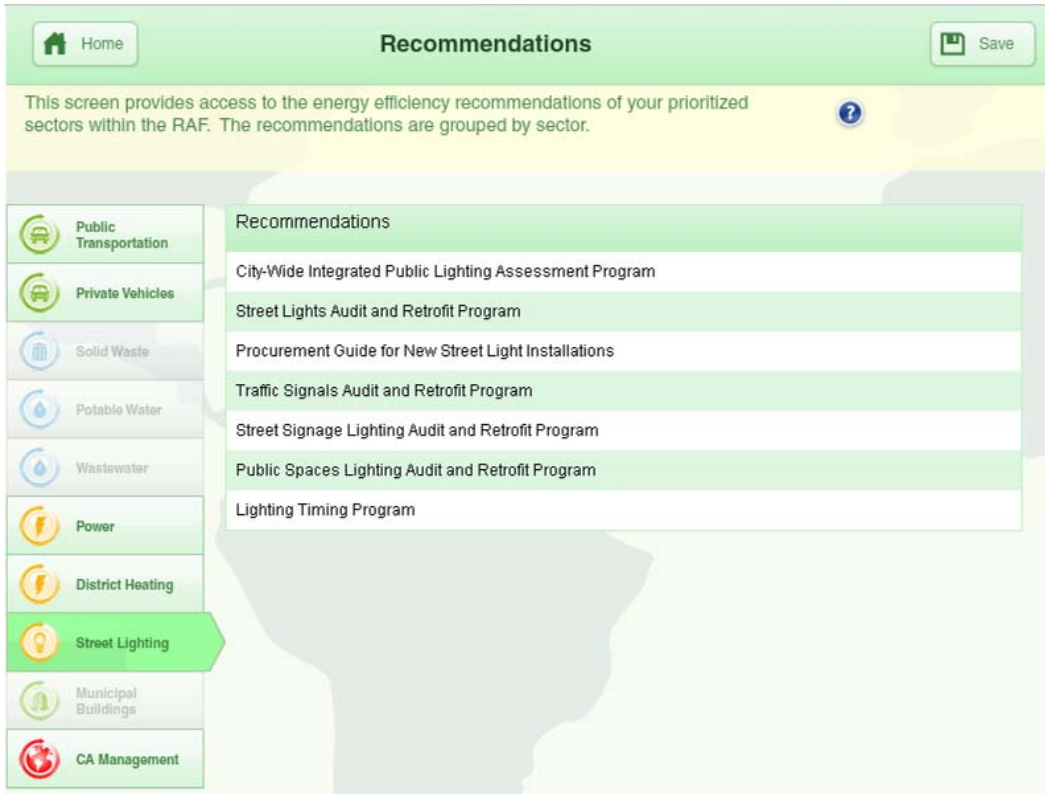 Home
Recommendations
Save
This screen provides access to the energy efficiency recommendations of your prioritized
sectors within the RAF. The recommendations are grouped by sector.
?
Public
Transportation
Private Vehicles
Solid Waste
Potable Water
Wastewater
Power
District Heating
Street Lighting
Municipal
Buildings
CA Management
Recommendations
City-Wide Integrated Public Lighting Assessment Program
Street Lights Audit and Retrofit Program
Procurement Guide for New Street Light Installations
Traffic Signals Audit and Retrofit Program
Street Signage Lighting Audit and Retrofit Program
Public Spaces Lighting Audit and Retrofit Program
Lighting Timing Program